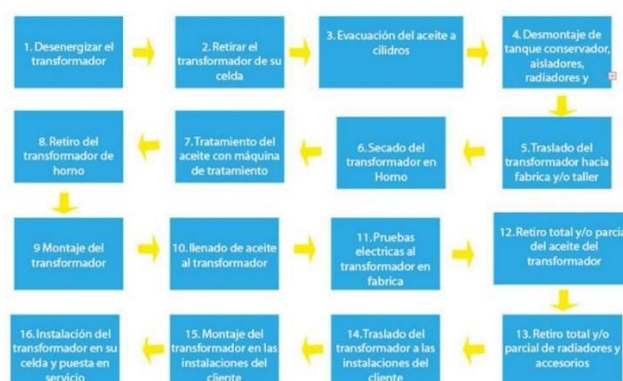 1. Desenergizar el
transformador
2. Retirar el
transformador de su
celda
3. Evacuación del aceite a
cilidros
4. Desmontaje de
tanque conservador,
aisladores,
radiadores y
5. Traslado del
transformador hacia
fabrica y/o taller
6. Secado del
transformador en
Horno
7. Tratamiento del
aceite con máquina
de tratamiento
8. Retiro del
transformador de
horno
9 Montaje del
transformador
10. llenado de aceite
al transformador
11. Pruebas
electricas al
transformador en
fabrica
12. Retiro total y/o parcia
del aceite del
transformador
13. Retiro total y/o
parcial de radiadores y
accesorios
14. Traslado del
transformador a las
instalaciones del
cliente
15. Montaje del
transformador en las
instalaciones del
cliente
16. Instalación del
transformador en su
celda y puesta en
servicio